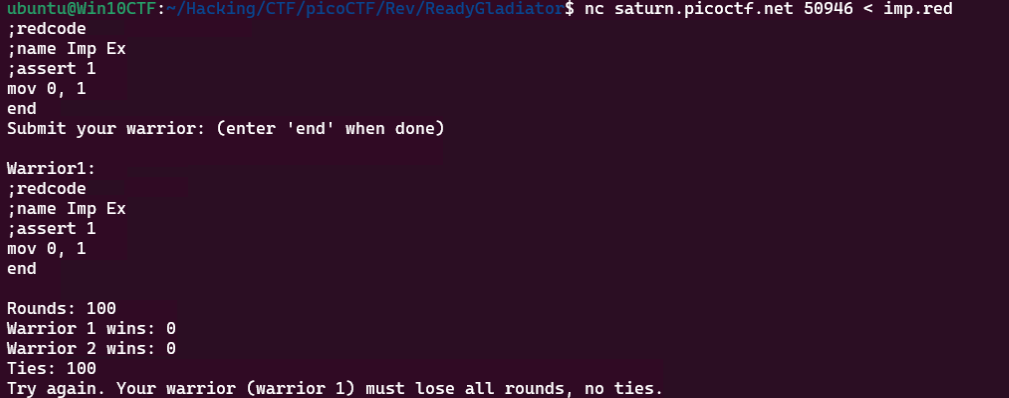 ubuntu@Win10CTF:~/Hacking/CTF/picoCTF/Rev/ReadyGladiator$ nc saturn.picoctf.net 50946 < imp.red
;redcode
;name Imp Ex
;assert 1
mov 0, 1
end
Submit your warrior: (enter 'end' when done)

Warrior1:
;redcode
;name Imp Ex
;assert 1
mov 0, 1
end

Rounds: 100
Warrior 1 wins: 0
Warrior 2 wins: 0
Ties: 100
Try again. Your warrior (warrior 1) must lose all rounds, no ties.